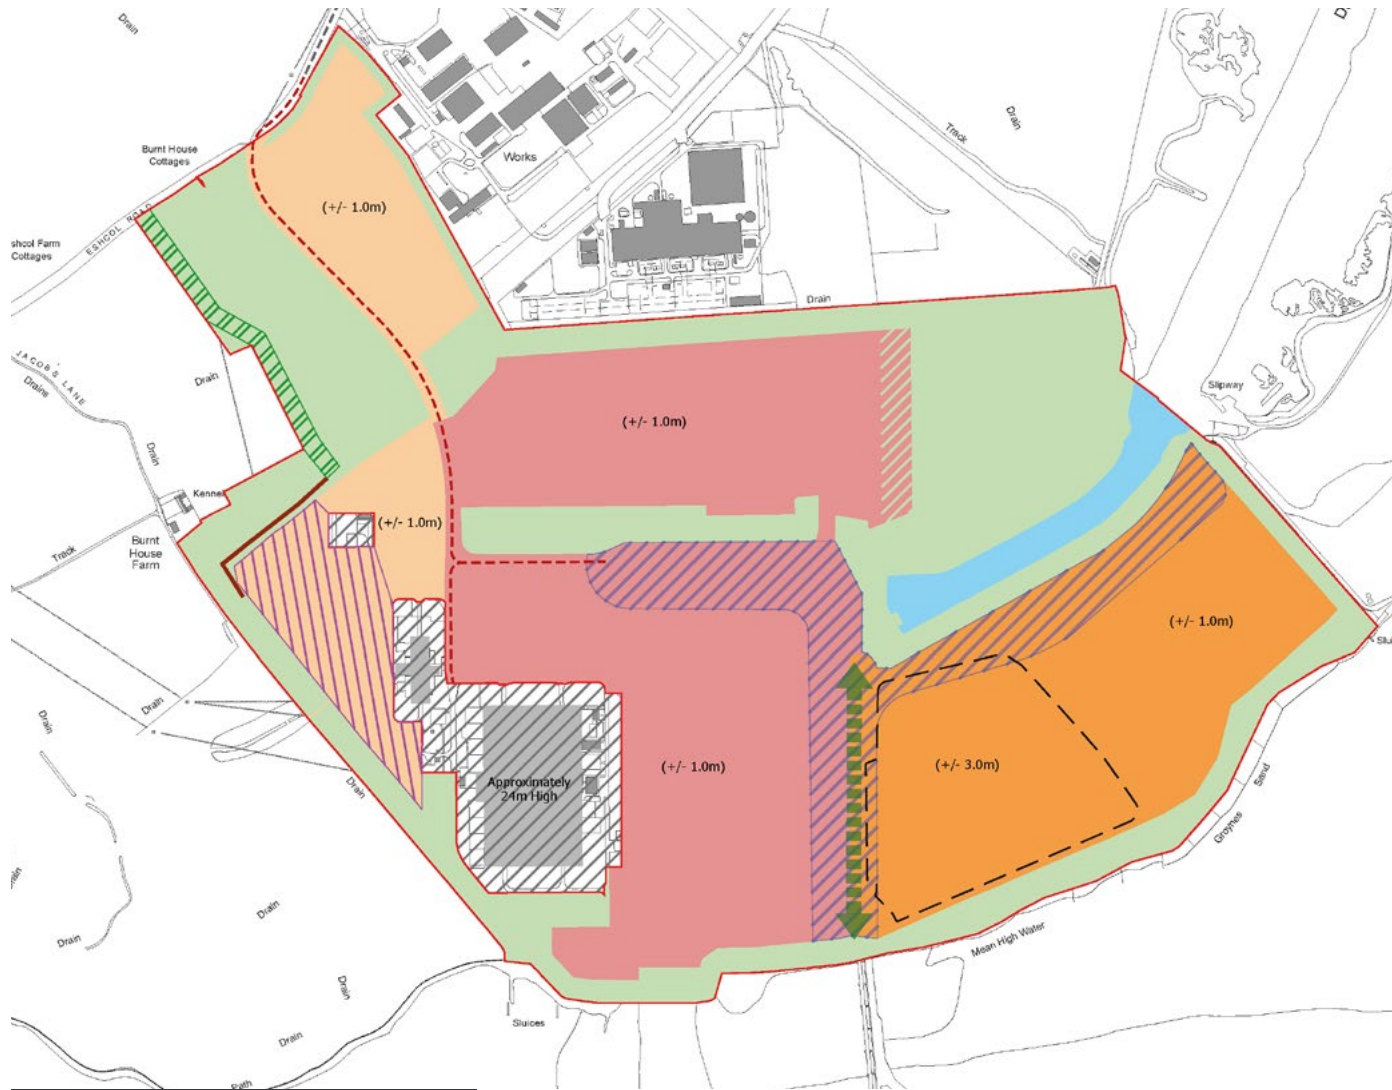 Drain
D
Drain
Track
Works
Burnt House
Cottages
(+/- 1.0m)
ESHCOL ROAD
shcol Farm
Cottages
Drain
JACOBS LANE
Drains
Drain
Slipway
(+/- 1.0m)
Drain
Kennel
(+/- 1.0m)
Track
Burnt
House
Farm
(+/- 1.0m)
Slu
Drain
Drain
(+/- 1.0m)
(+/- 3.0m)
Approximately
24m High
Drain
Sand
Groynes
Drain
Drain
Drain
Mean High Water
Drain
Sluices
Drain
Path